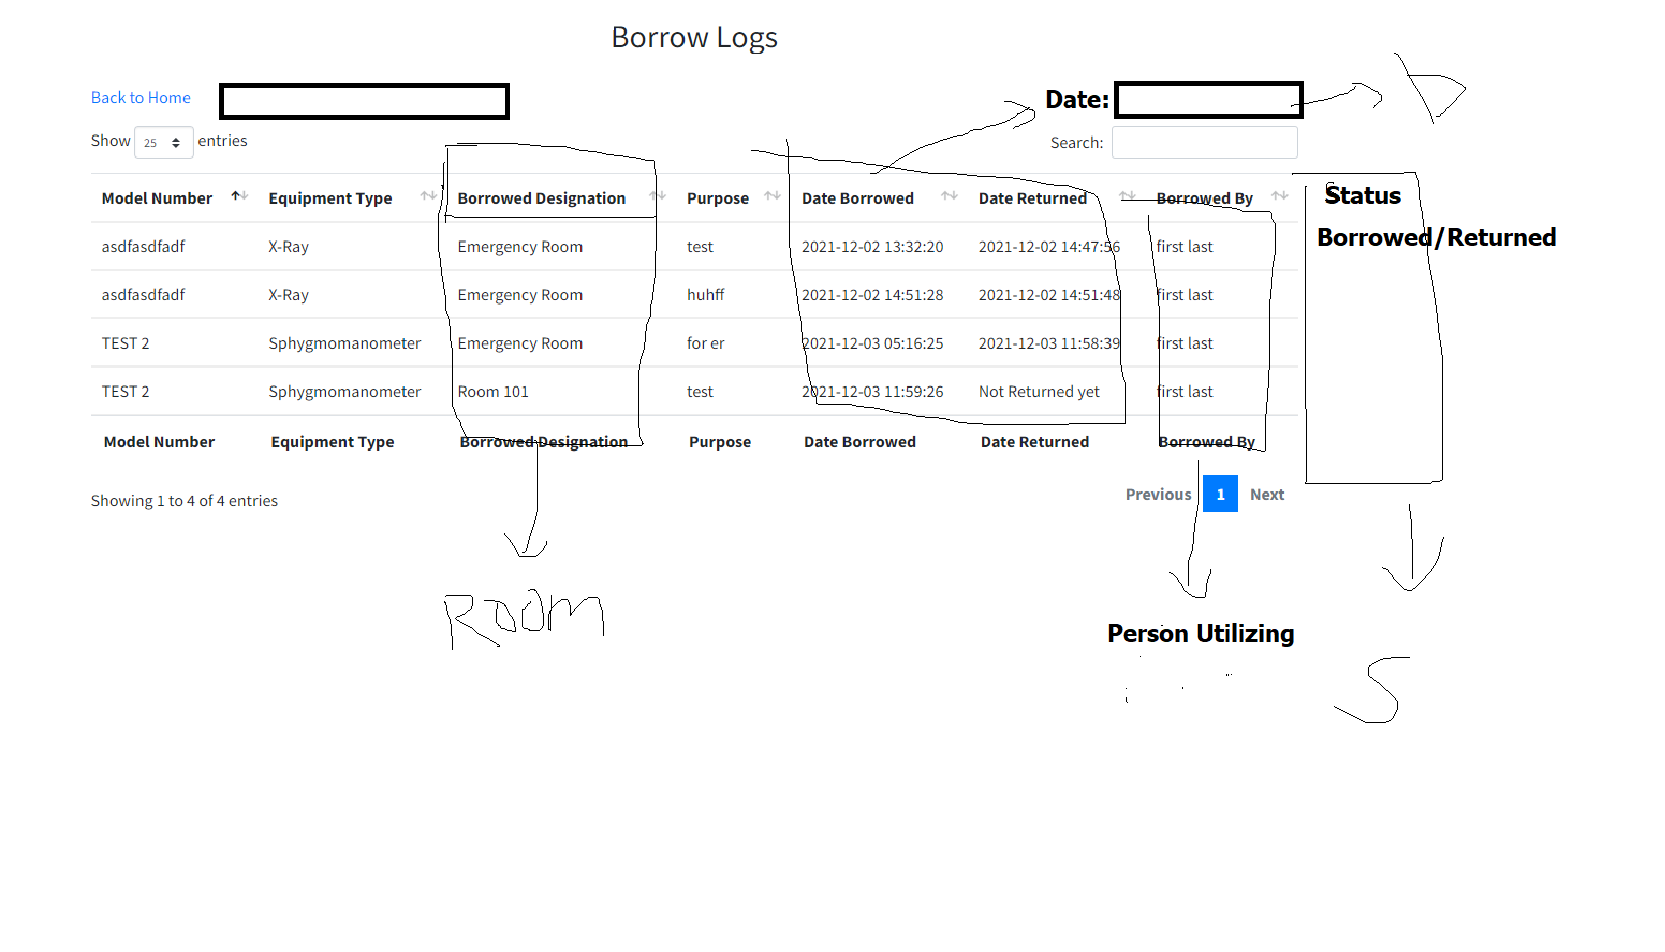 Borrow Logs
Back to Home
Date:
Show 25 entries
Search:
Model Number Equipment Type Borrowed Designation Purpose Date Borrowed Date Returned Borrowed By Status
Borrowed/Returned
asdfasdfadf X-Ray Emergency Room test 2021-12-02 13:32:20 2021-12-02 14:47:56 first last
asdfasdfadf X-Ray Emergency Room huhff 2021-12-02 14:51:28 2021-12-02 14:51:48 first last
TEST 2 Sphygmomanometer Emergency Room for er 2021-12-03 05:16:25 2021-12-03 11:58:39 first last
TEST 2 Sphygmomanometer Room 101 test 2021-12-03 11:59:26 Not Returned yet first last
Model Number Equipment Type Borrowed Designation Purpose Date Borrowed Date Returned Borrowed By
Showing 1 to 4 of 4 entries
Previous 1 Next
ROOM
Person Utilizing
S